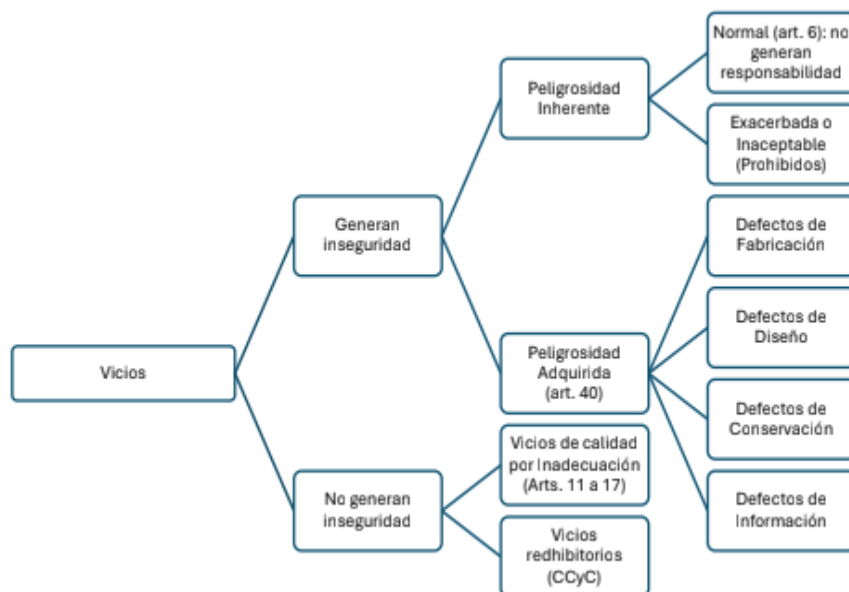 Normal (art. 6): no
generan
responsabilidad
Peligrosidad
Inherente
Exacerbada o
Inaceptable
(Prohibidos)
Generan
inseguridad
Defectos de
Fabricación
Defectos de
Diseño
Vicios
Peligrosidad
Adquirida
(art. 40)
Defectos de
Conservación
Vicios de calidad
por Inadecuación
(Arts. 11 a 17)
No generan
inseguridad
Defectos de
Información
Vicios
redhibitorios
(CCyC)